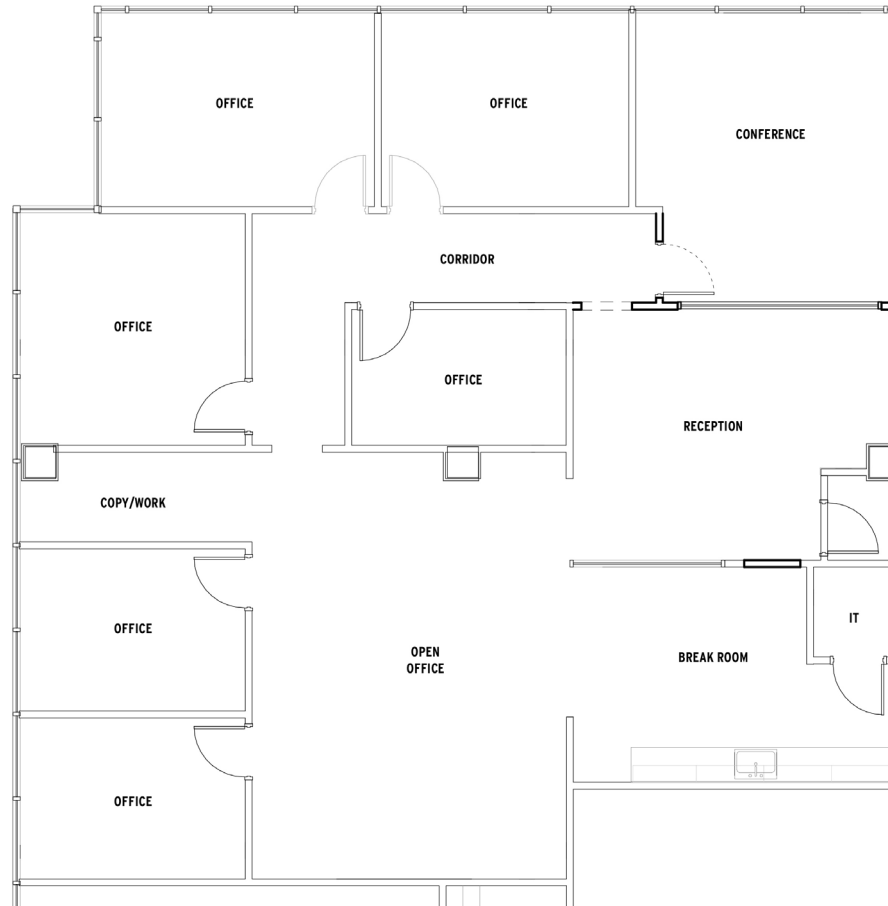 OFFICE
OFFICE
CONFERENCE
CORRIDOR
OFFICE
OFFICE
RECEPTION
COPY/WORK
OFFICE
OPEN
OFFICE
BREAK ROOM
IT
OFFICE